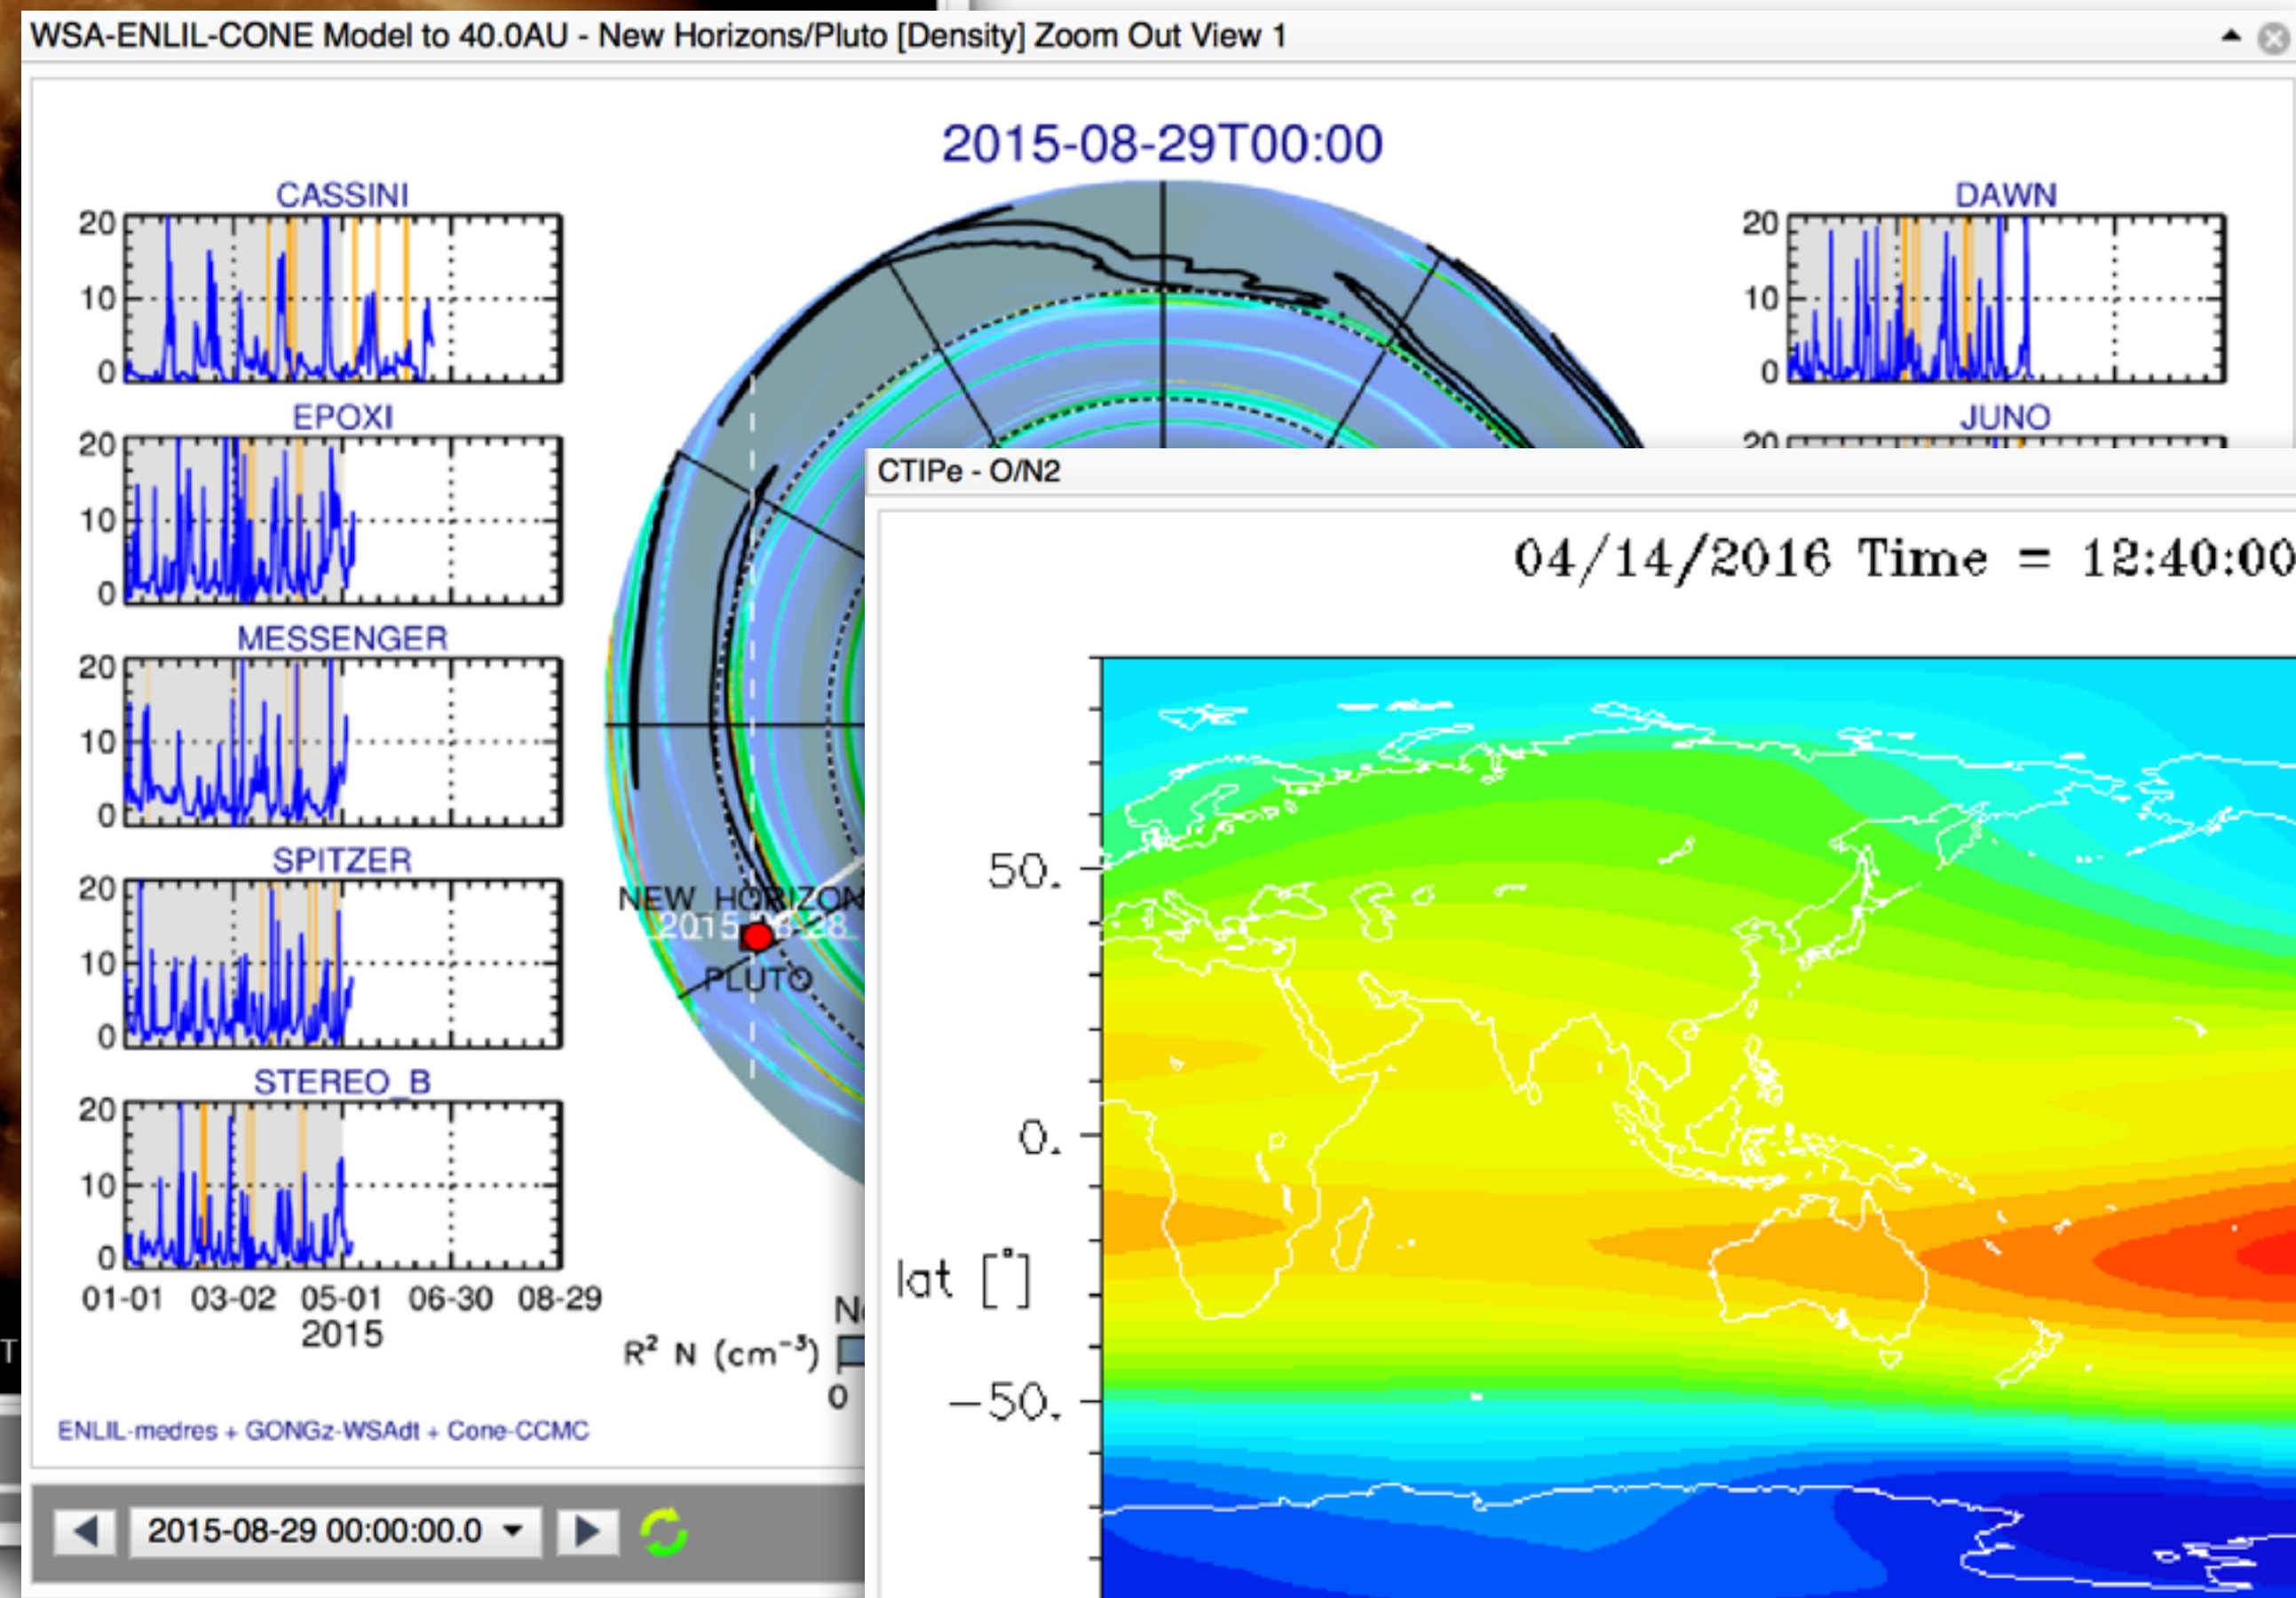 WSA-ENLIL-CONE Model to 40.0AU - New Horizons/Pluto [Density] Zoom Out View 1
2015-08-29T00:00
CASSINI
20
10
0
EPOXI
20
10
0
MESSENGER
20
10
0
SPITZER
20
10
0
STEREO_B
20
10
0
01-01 03-02 05-01 06-30 08-29
2015
DAWN
20
10
0
JUNO
20
NEW HORIZON
PLUTO
R² N (cm⁻³)
0
ENLIL-medres + GONGz-WSAdt + Cone-CCMC
2015-08-29 00:00:00.0
CTIPe - O/N2
04/14/2016 Time = 12:40:00
50.
0.
lat [°]
-50.